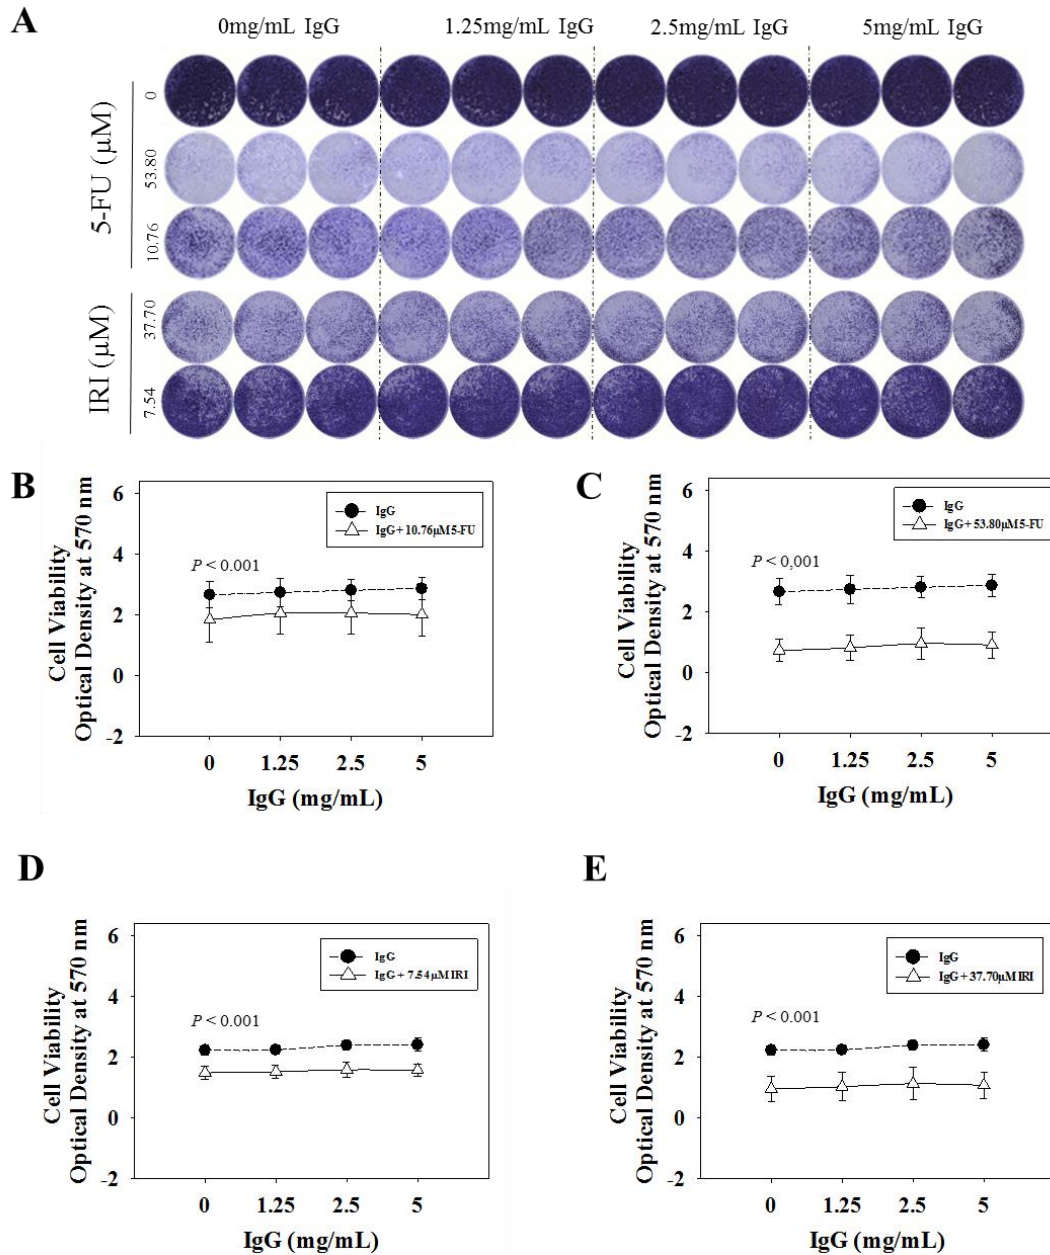 A
0mg/mL IgG 1.25mg/mL IgG 2.5mg/mL IgG 5mg/mL IgG
5-FU (µM)
0
53.80
10.76
IRI (µM)
37.70
7.54
B
Cell Viability
Optical Density at 570 nm
6
4
2
0
-2
IgG
IgG + 10.76µM5-FU
P < 0.001
0 1.25 2.5 5
IgG (mg/mL)
C
Cell Viability
Optical Density at 570 nm
6
4
2
0
-2
IgG
IgG + 53.80µM5-FU
P < 0,001
0 1.25 2.5 5
IgG (mg/mL)
D
Cell Viability
Optical Density at 570 nm
6
4
2
0
-2
IgG
IgG + 7.54µM IRI
P < 0.001
0 1.25 2.5 5
IgG (mg/mL)
E
Cell Viability
Optical Density at 570 nm
6
4
2
0
-2
IgG
IgG + 37.70µM IRI
P < 0.001
0 1.25 2.5 5
IgG (mg/mL)